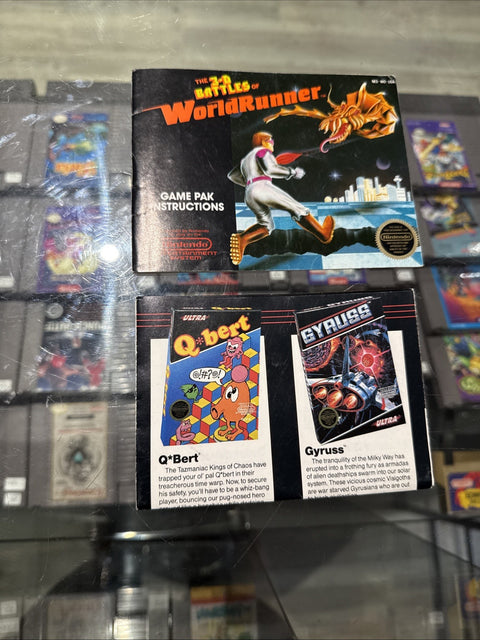 THE 3-D
BATTLES OF
WORLDRUNNER™
GAME PAK
INSTRUCTIONS
Nintendo
ENTERTAINMENT
SYSTEM
Nintendo
ULTRA
Q*bert
@!#?@!
Q*Bert™
The Tazmaniac Kings of Chaos have
trapped your ol' pal Q*bert in their
treacherous time warp. Now, to secure
his safety, you'll have to be a whiz-bang
player, bouncing our pug-nosed hero
GYRUSS
ULTRA
Gyruss™
The tranquility of the Milky Way has
erupted into a frothing fury as armadas
of alien deathships swarm into our solar
system. These vicious cosmic Visigoths
are war starved Gyrusians who are out